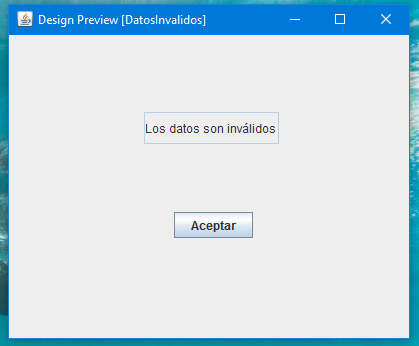 Design Preview [DatosInvalidos]
Los datos son inválidos
Aceptar